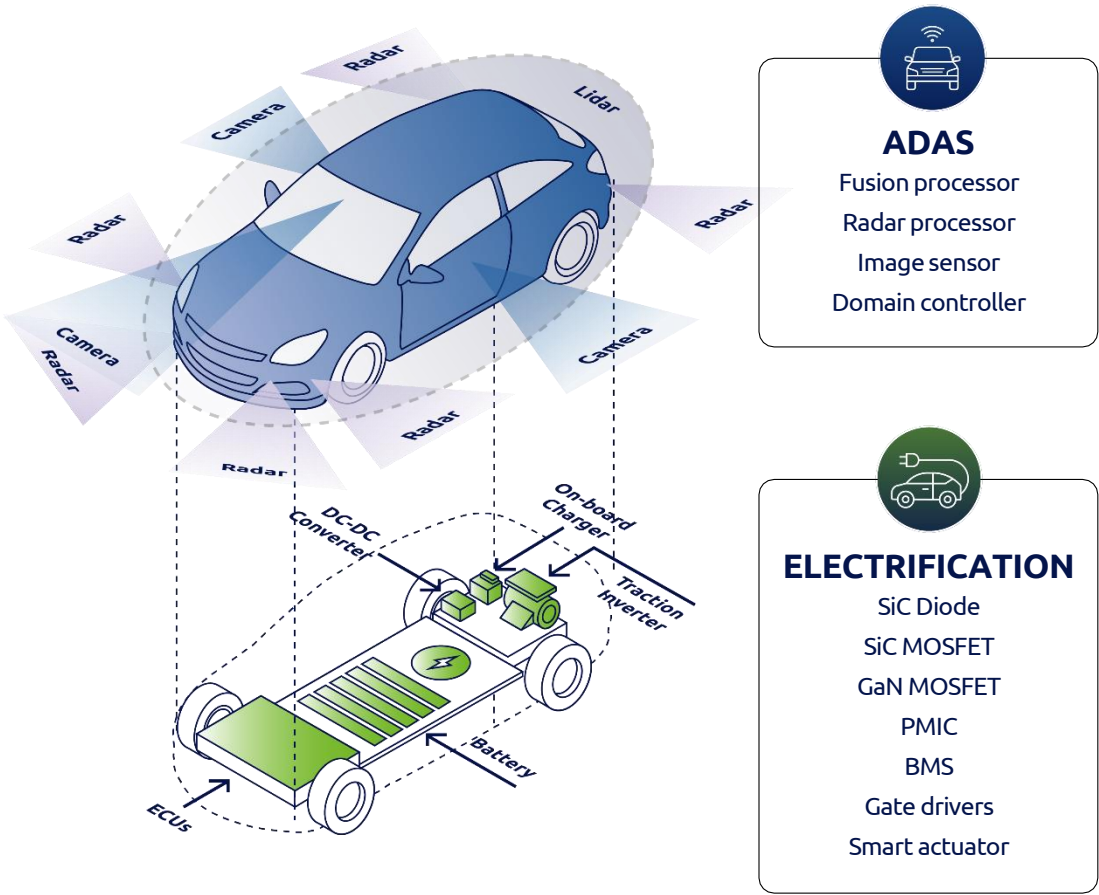 Radar
Camera
Lidar
Radar
Radar
Camera
Radar
Camera
Radar
Radar
ADAS
Fusion processor
Radar processor
Image sensor
Domain controller
DC-DC
Converter
On-board
Charger
Traction
Inverter
Battery
ECUs
ELECTRIFICATION
SiC Diode
SiC MOSFET
GaN MOSFET
PMIC
BMS
Gate drivers
Smart actuator